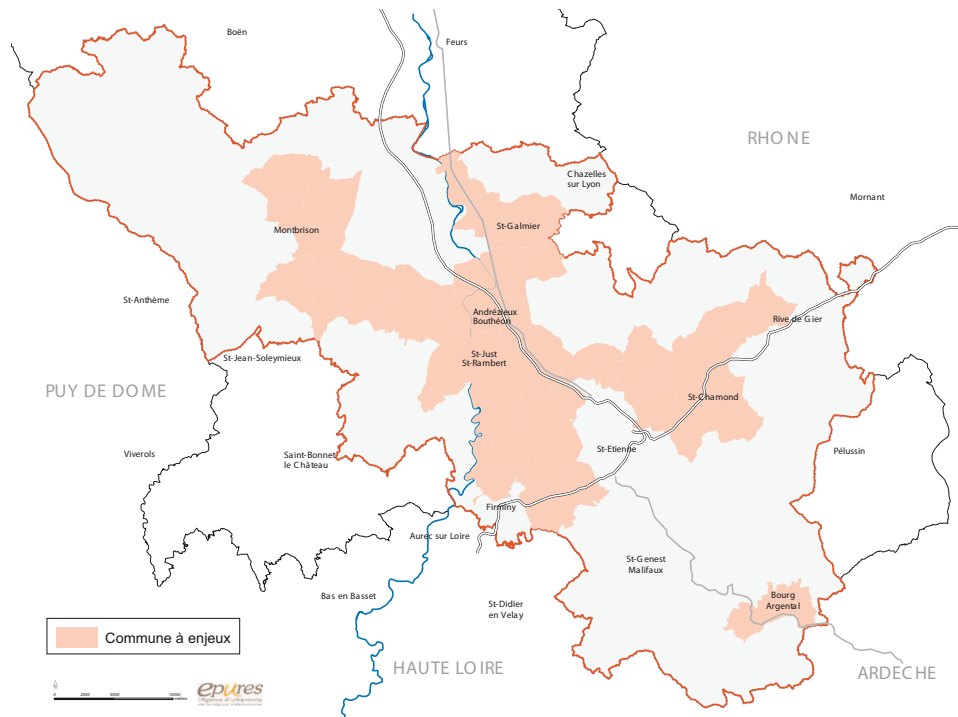 Boën
Feurs
RHONE
Chazelles
sur Lyon
Mornant
St-Galmier
Montbrison
St-Anthème
Andrézieux
Bouthéon
Rive de Gier
St-Jean-Soleymieux
St-Just
St-Rambert
PUY DE DOME
St-Chamond
Viverols
Saint-Bonnet
le Château
St-Etienne
Pélussin
Firminy
Aurec sur Loire
St-Genest
Malifaux
Bas en Basset
St-Didier
en Velay
Bourg
Argental
Commune à enjeux
HAUTE LOIRE
ARDECHE
epures
l'agence d'urbanisme